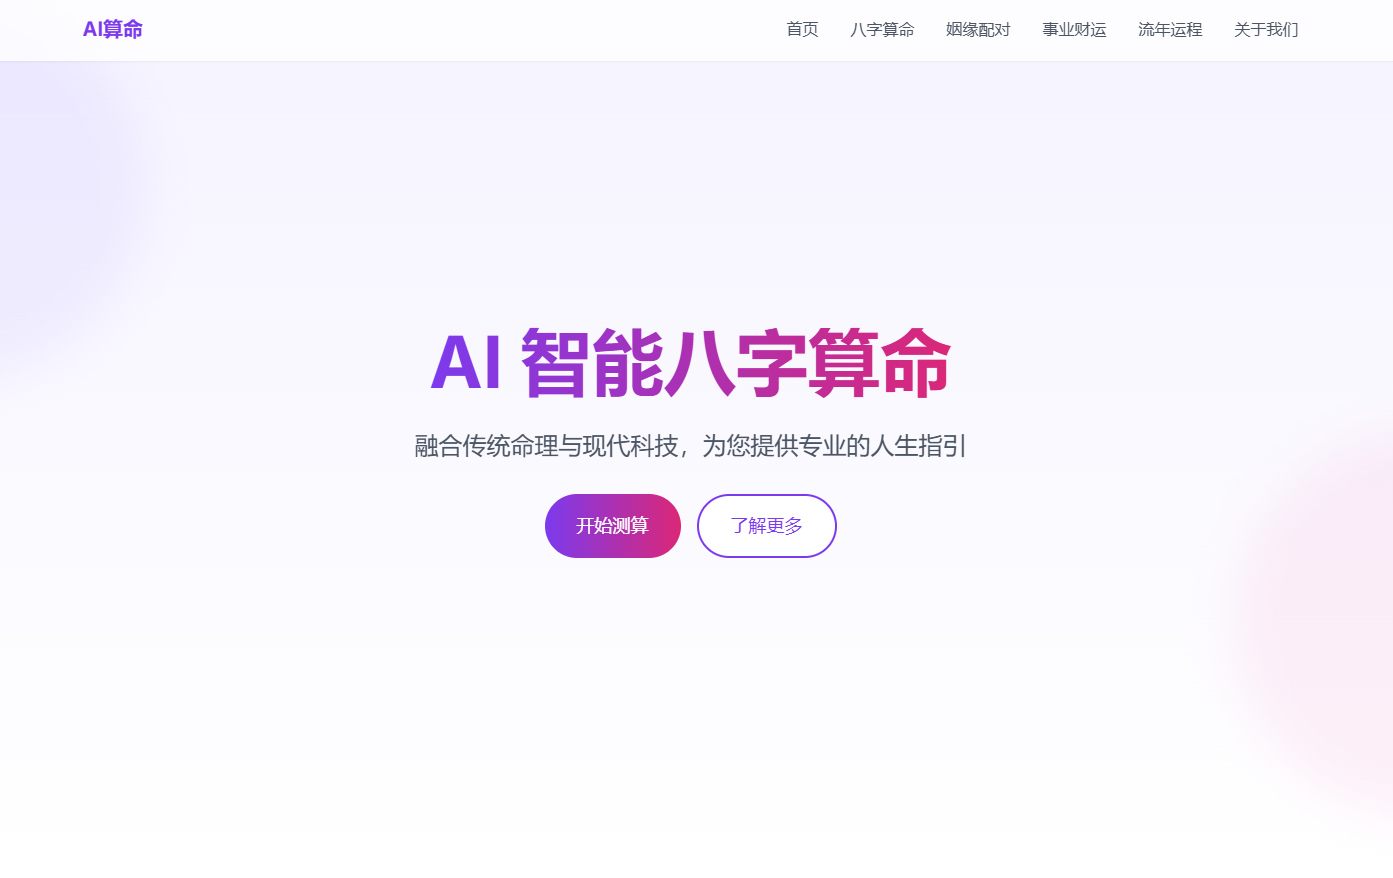 AI算命
首页 八字算命 姻缘配对 事业财运 流年运程 关于我们
AI 智能八字算命
融合传统命理与现代科技，为您提供专业的人生指引
开始测算 了解更多